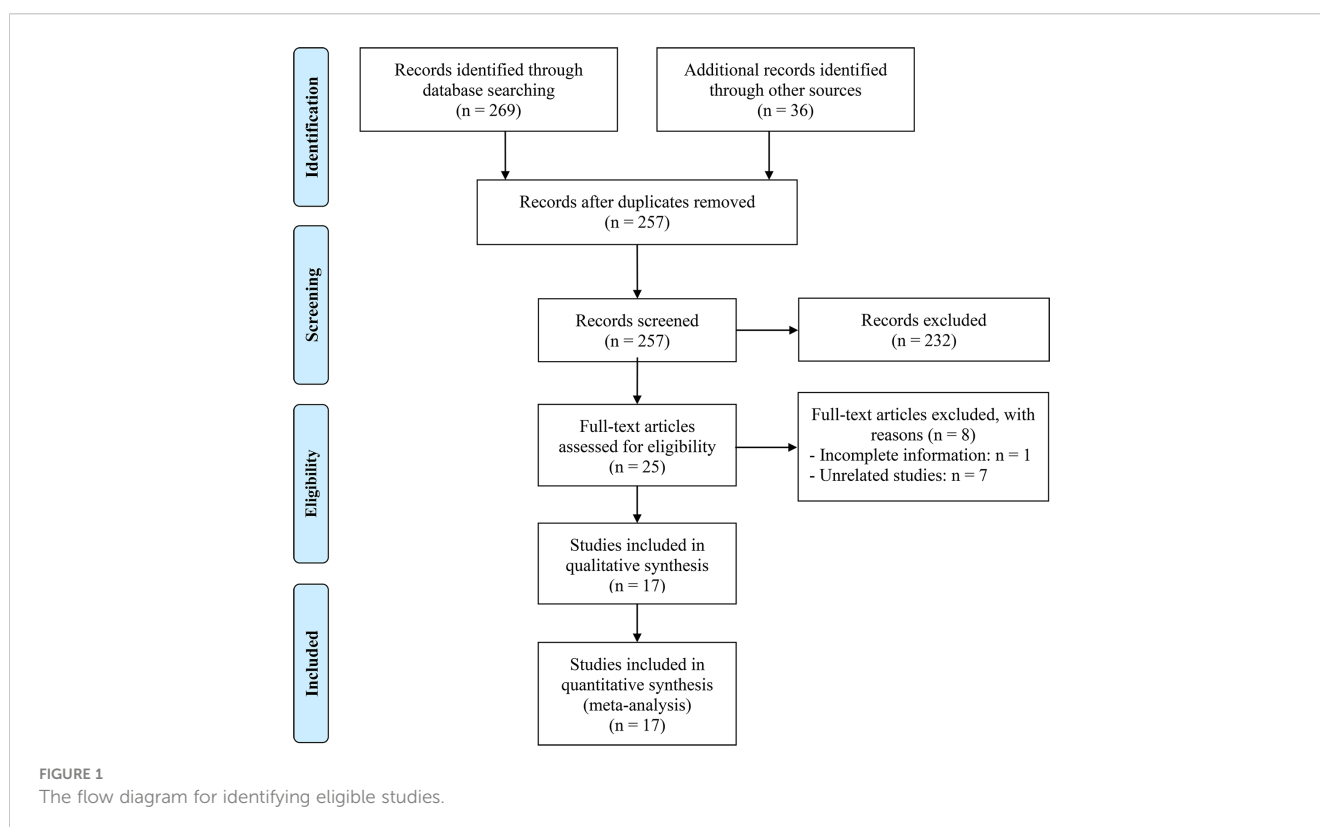 Identification
Records identified through
database searching
(n = 269)
Additional records identified
through other sources
(n = 36)
Records after duplicates removed
(n = 257)
Screening
Records screened
(n = 257)
Records excluded
(n = 232)
Eligibility
Full-text articles
assessed for eligibility
(n = 25)
Full-text articles excluded, with
reasons (n = 8)
- Incomplete information: n = 1
- Unrelated studies: n = 7
Studies included in
qualitative synthesis
(n = 17)
Included
Studies included in
quantitative synthesis
(meta-analysis)
(n = 17)
FIGURE 1
The flow diagram for identifying eligible studies.